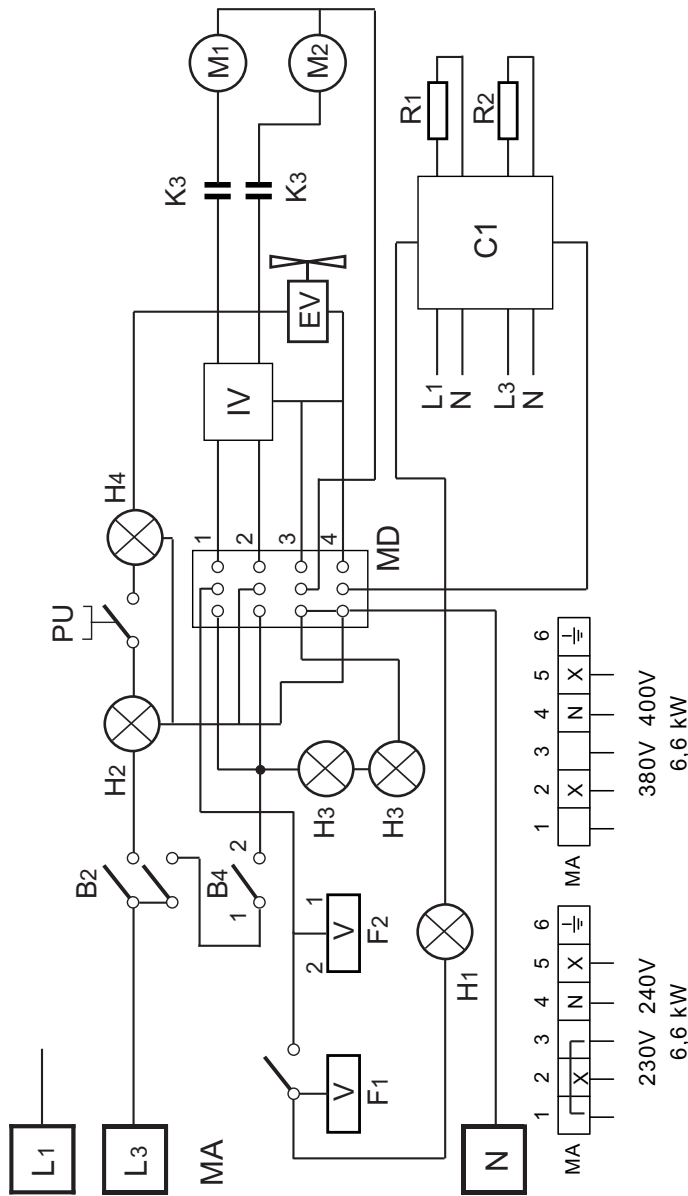 L1
L3
MA
B2
H2
PU
H4
B4
1
2
H3
H3
F1
V
F2
V
2
1
H1
N
MD
1
2
3
4
IV
EV
K3
K3
M1
M2
C1
L1
N
L3
N
R1
R2
MA
1 2 3 4 5 6
X N X
230V 240V
6,6 kW
MA
1 2 3 4 5 6
X N X
380V 400V
6,6 kW